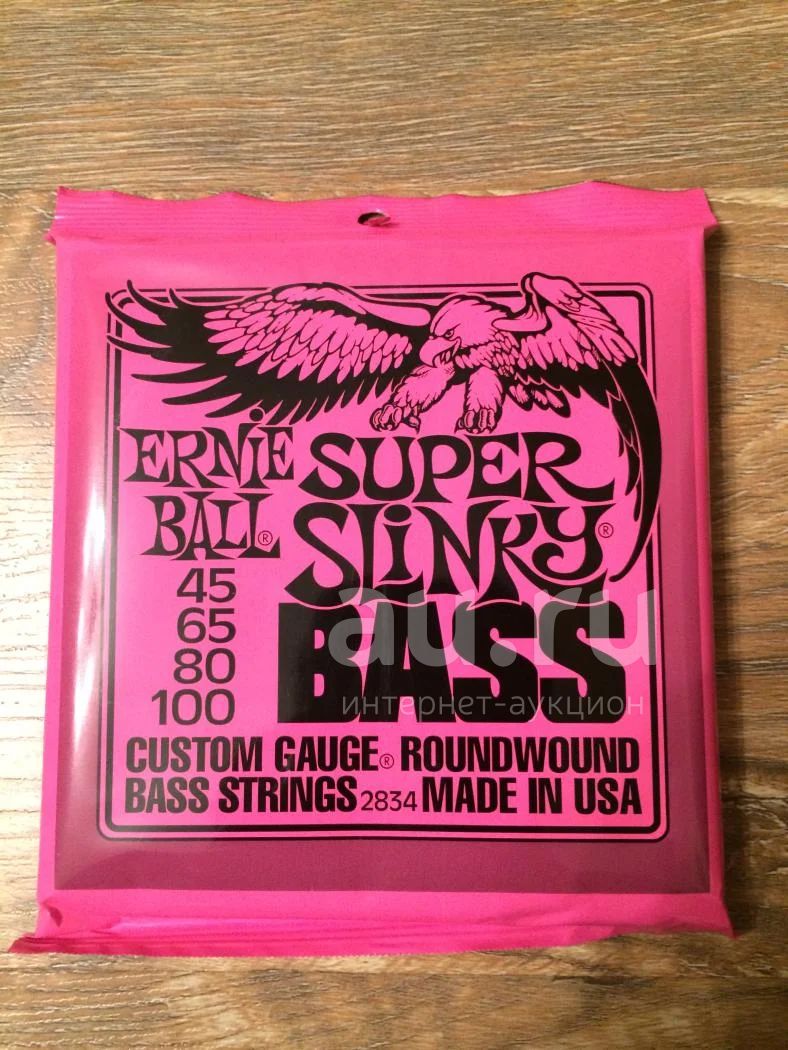 ERNIE BALL®
SUPER SLINKY®
BASS
45
65
80
100
CUSTOM GAUGE® ROUNDWOUND
BASS STRINGS 2834 MADE IN USA
au.ru
интернет-аукцион